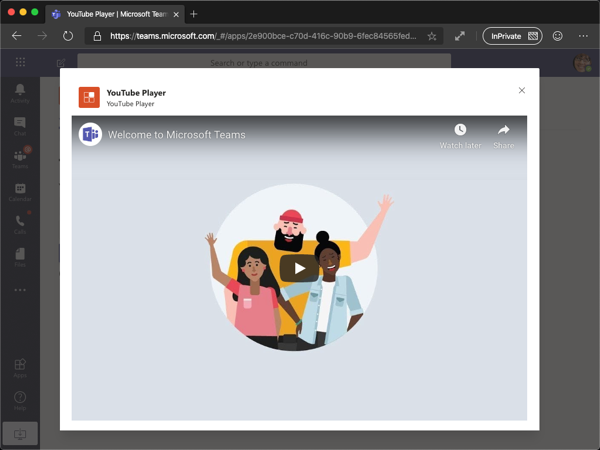 YouTube Player | Microsoft Team
https://teams.microsoft.com/_#/apps/2e900bce-c70d-416c-90b9-6fec84565fed...
InPrivate
Search or type a command
YouTube Player
YouTube Player
Welcome to Microsoft Teams
Watch later
Share
Activity
Chat
Teams
Calendar
Calls
Files
Apps
Help